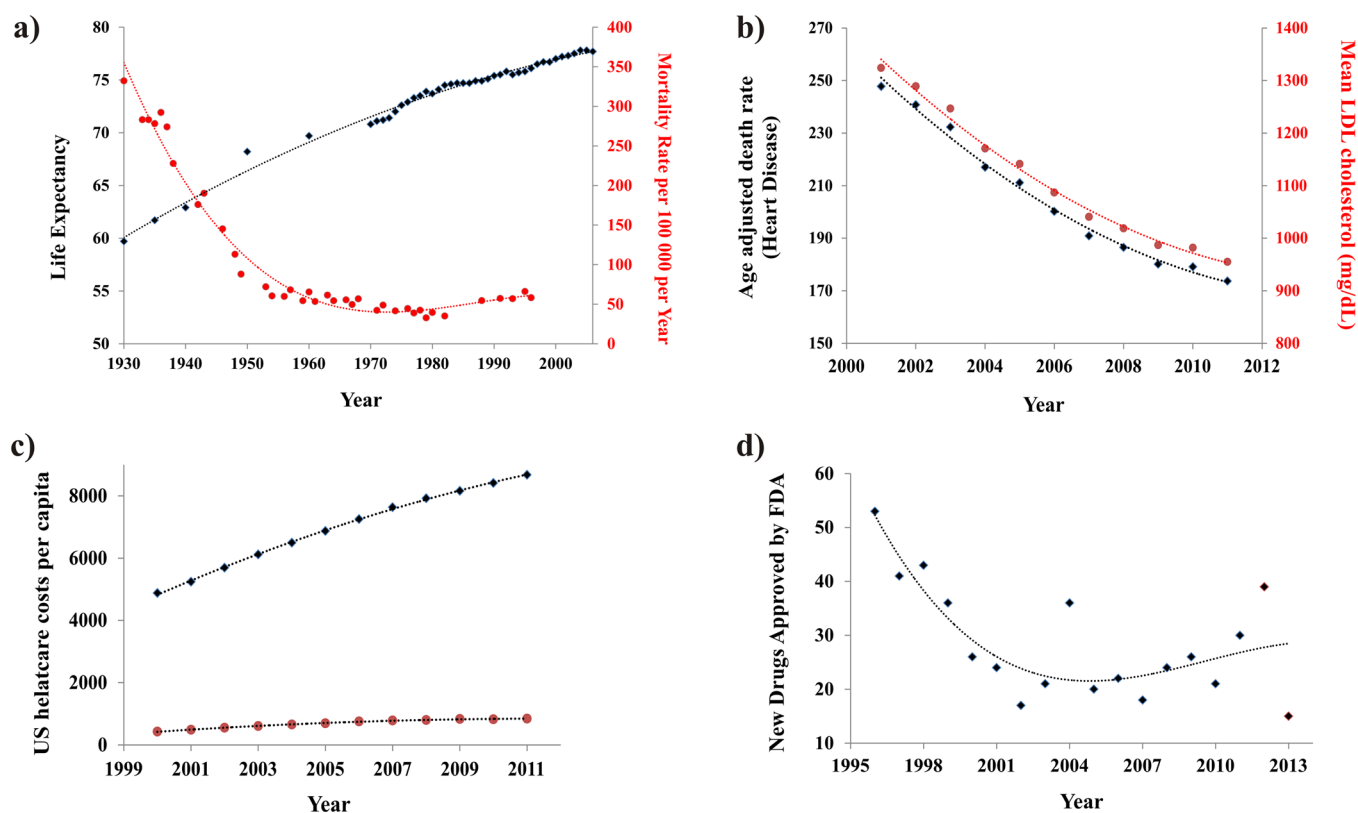 a)
Life Expectancy
80
75
70
65
60
55
50
400
350
300
250
200
150
100
50
0
Mortality Rate per 100 000 per Year
1930 1940 1950 1960 1970 1980 1990 2000
Year
b)
Age adjusted death rate
(Heart Disease)
270
250
230
210
190
170
150
1400
1300
1200
1100
1000
900
800
Mean LDL cholesterol (mg/dL)
2000 2002 2004 2006 2008 2010 2012
Year
c)
US helatcare costs per capita
8000
6000
4000
2000
0
1999 2001 2003 2005 2007 2009 2011
Year
d)
New Drugs Approved by FDA
60
50
40
30
20
10
1995 1998 2001 2004 2007 2010 2013
Year